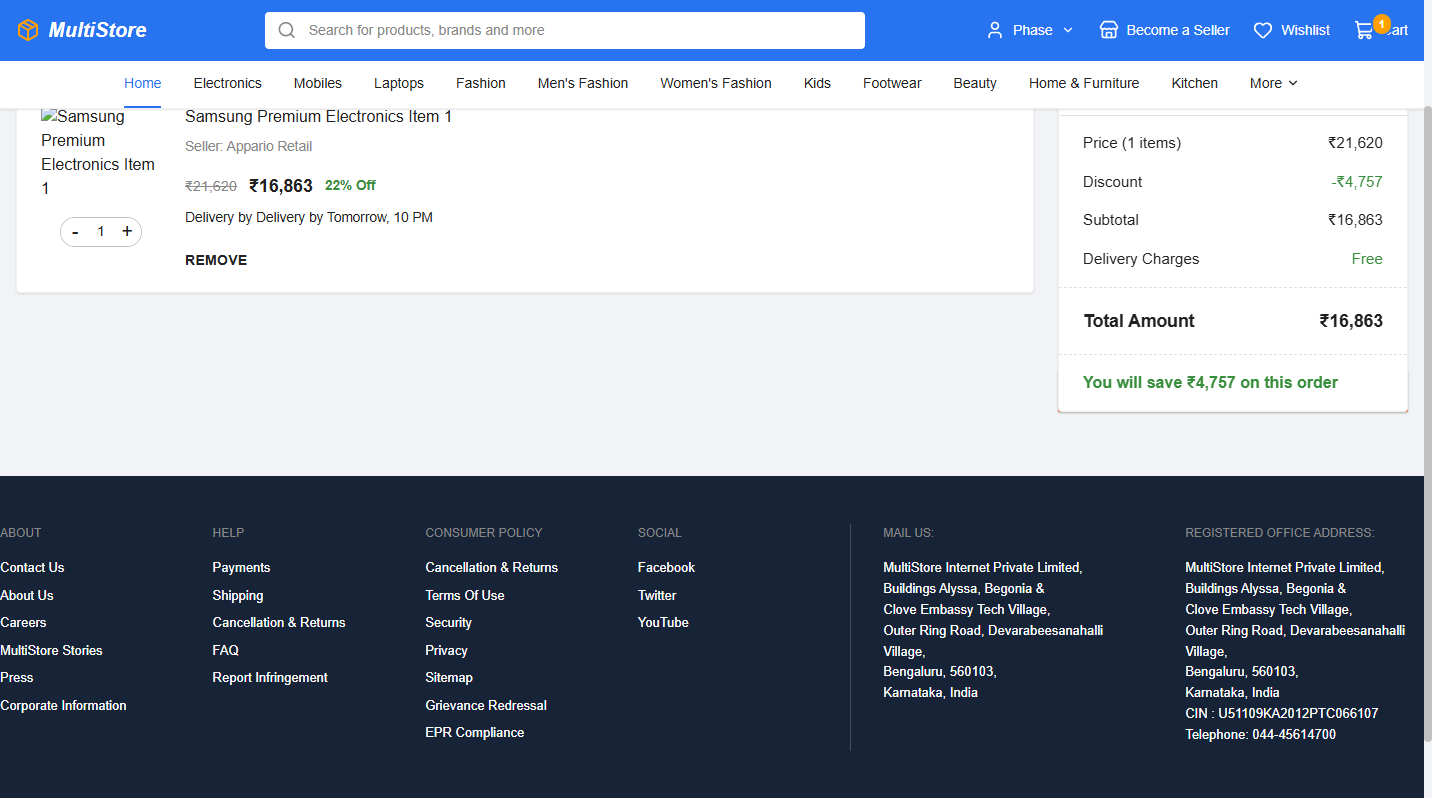 MultiStore
Search for products, brands and more
Phase
Become a Seller
Wishlist
1
art
Home
Electronics
Mobiles
Laptops
Fashion
Men's Fashion
Women's Fashion
Kids
Footwear
Beauty
Home & Furniture
Kitchen
More
Samsung
Premium
Electronics Item
1
- 1 +
Samsung Premium Electronics Item 1
Seller: Appario Retail
₹21,620 ₹16,863 22% Off
Delivery by Delivery by Tomorrow, 10 PM
REMOVE
Price (1 items) ₹21,620
Discount -₹4,757
Subtotal ₹16,863
Delivery Charges Free
Total Amount ₹16,863
You will save ₹4,757 on this order
ABOUT
Contact Us
About Us
Careers
MultiStore Stories
Press
Corporate Information
HELP
Payments
Shipping
Cancellation & Returns
FAQ
Report Infringement
CONSUMER POLICY
Cancellation & Returns
Terms Of Use
Security
Privacy
Sitemap
Grievance Redressal
EPR Compliance
SOCIAL
Facebook
Twitter
YouTube
MAIL US:
MultiStore Internet Private Limited,
Buildings Alyssa, Begonia &
Clove Embassy Tech Village,
Outer Ring Road, Devarabeesanahalli
Village,
Bengaluru, 560103,
Karnataka, India
REGISTERED OFFICE ADDRESS:
MultiStore Internet Private Limited,
Buildings Alyssa, Begonia &
Clove Embassy Tech Village,
Outer Ring Road, Devarabeesanahalli
Village,
Bengaluru, 560103,
Karnataka, India
CIN : U51109KA2012PTC066107
Telephone: 044-45614700